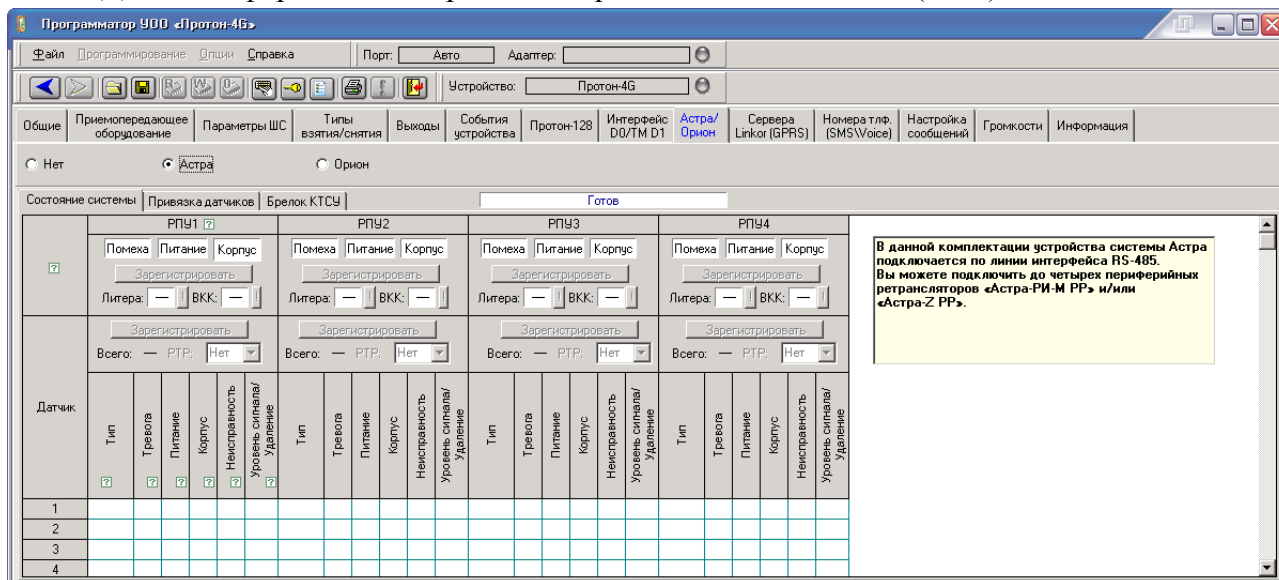 Программатор УОО «Протон-4G»
Файл Программирование Опции Справка Порт: Авто Адаптер:
Устройство: Протон-4G
Общие Приемопередающее оборудование Параметры ШС Типы взятия/снятия Выходы События устройства Протон-128 Интерфейс D0/TM D1 Астра/Орион Сервера Linkor (GPRS) Номера тлф. (SMS\Voice) Настройка сообщений Громкости Информация
Нет Астра Орион
Состояние системы Привязка датчиков Брелок КТСУ Готов
РПУ1 ? РПУ2 РПУ3 РПУ4
? Помеха Питание Корпус Помеха Питание Корпус Помеха Питание Корпус Помеха Питание Корпус
Зарегистрировать Зарегистрировать Зарегистрировать Зарегистрировать
Литера: — ! ВКК: — ! Литера: — ! ВКК: — ! Литера: — ! ВКК: — ! Литера: — ! ВКК: — !
Зарегистрировать Зарегистрировать Зарегистрировать Зарегистрировать
Всего: — РТР: Нет Всего: — РТР: Нет Всего: — РТР: Нет Всего: — РТР: Нет
Датчик
Тип Тревога Питание Корпус Неисправность Уровень сигнала/Удаление Тип Тревога Питание Корпус Неисправность Уровень сигнала/Удаление Тип Тревога Питание Корпус Неисправность Уровень сигнала/Удаление Тип Тревога Питание Корпус Неисправность Уровень сигнала/Удаление
? ? ? ? ? ?
1
2
3
4
В данной комплектации устройства системы Астра
подключается по линии интерфейса RS-485.
Вы можете подключить до четырех периферийных
ретрансляторов «Астра-РИ-М РР» и/или
«Астра-Z РР».